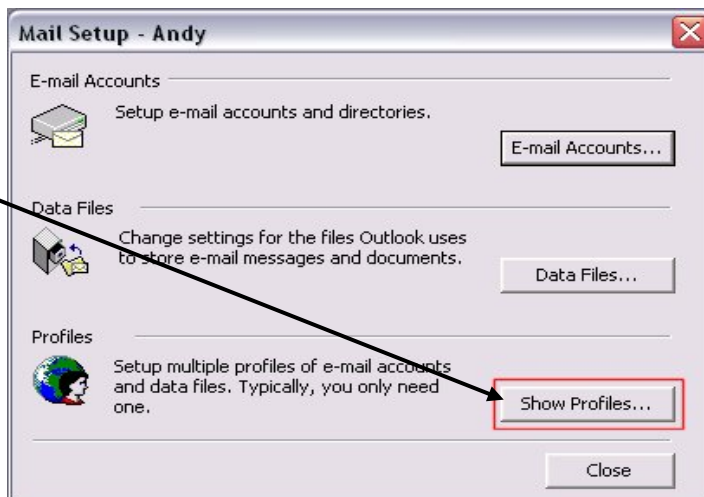 Mail Setup - Andy
E-mail Accounts
Setup e-mail accounts and directories.
E-mail Accounts...
Data Files
Change settings for the files Outlook uses
to store e-mail messages and documents.
Data Files...
Profiles
Setup multiple profiles of e-mail accounts
and data files. Typically, you only need
one.
Show Profiles...
Close